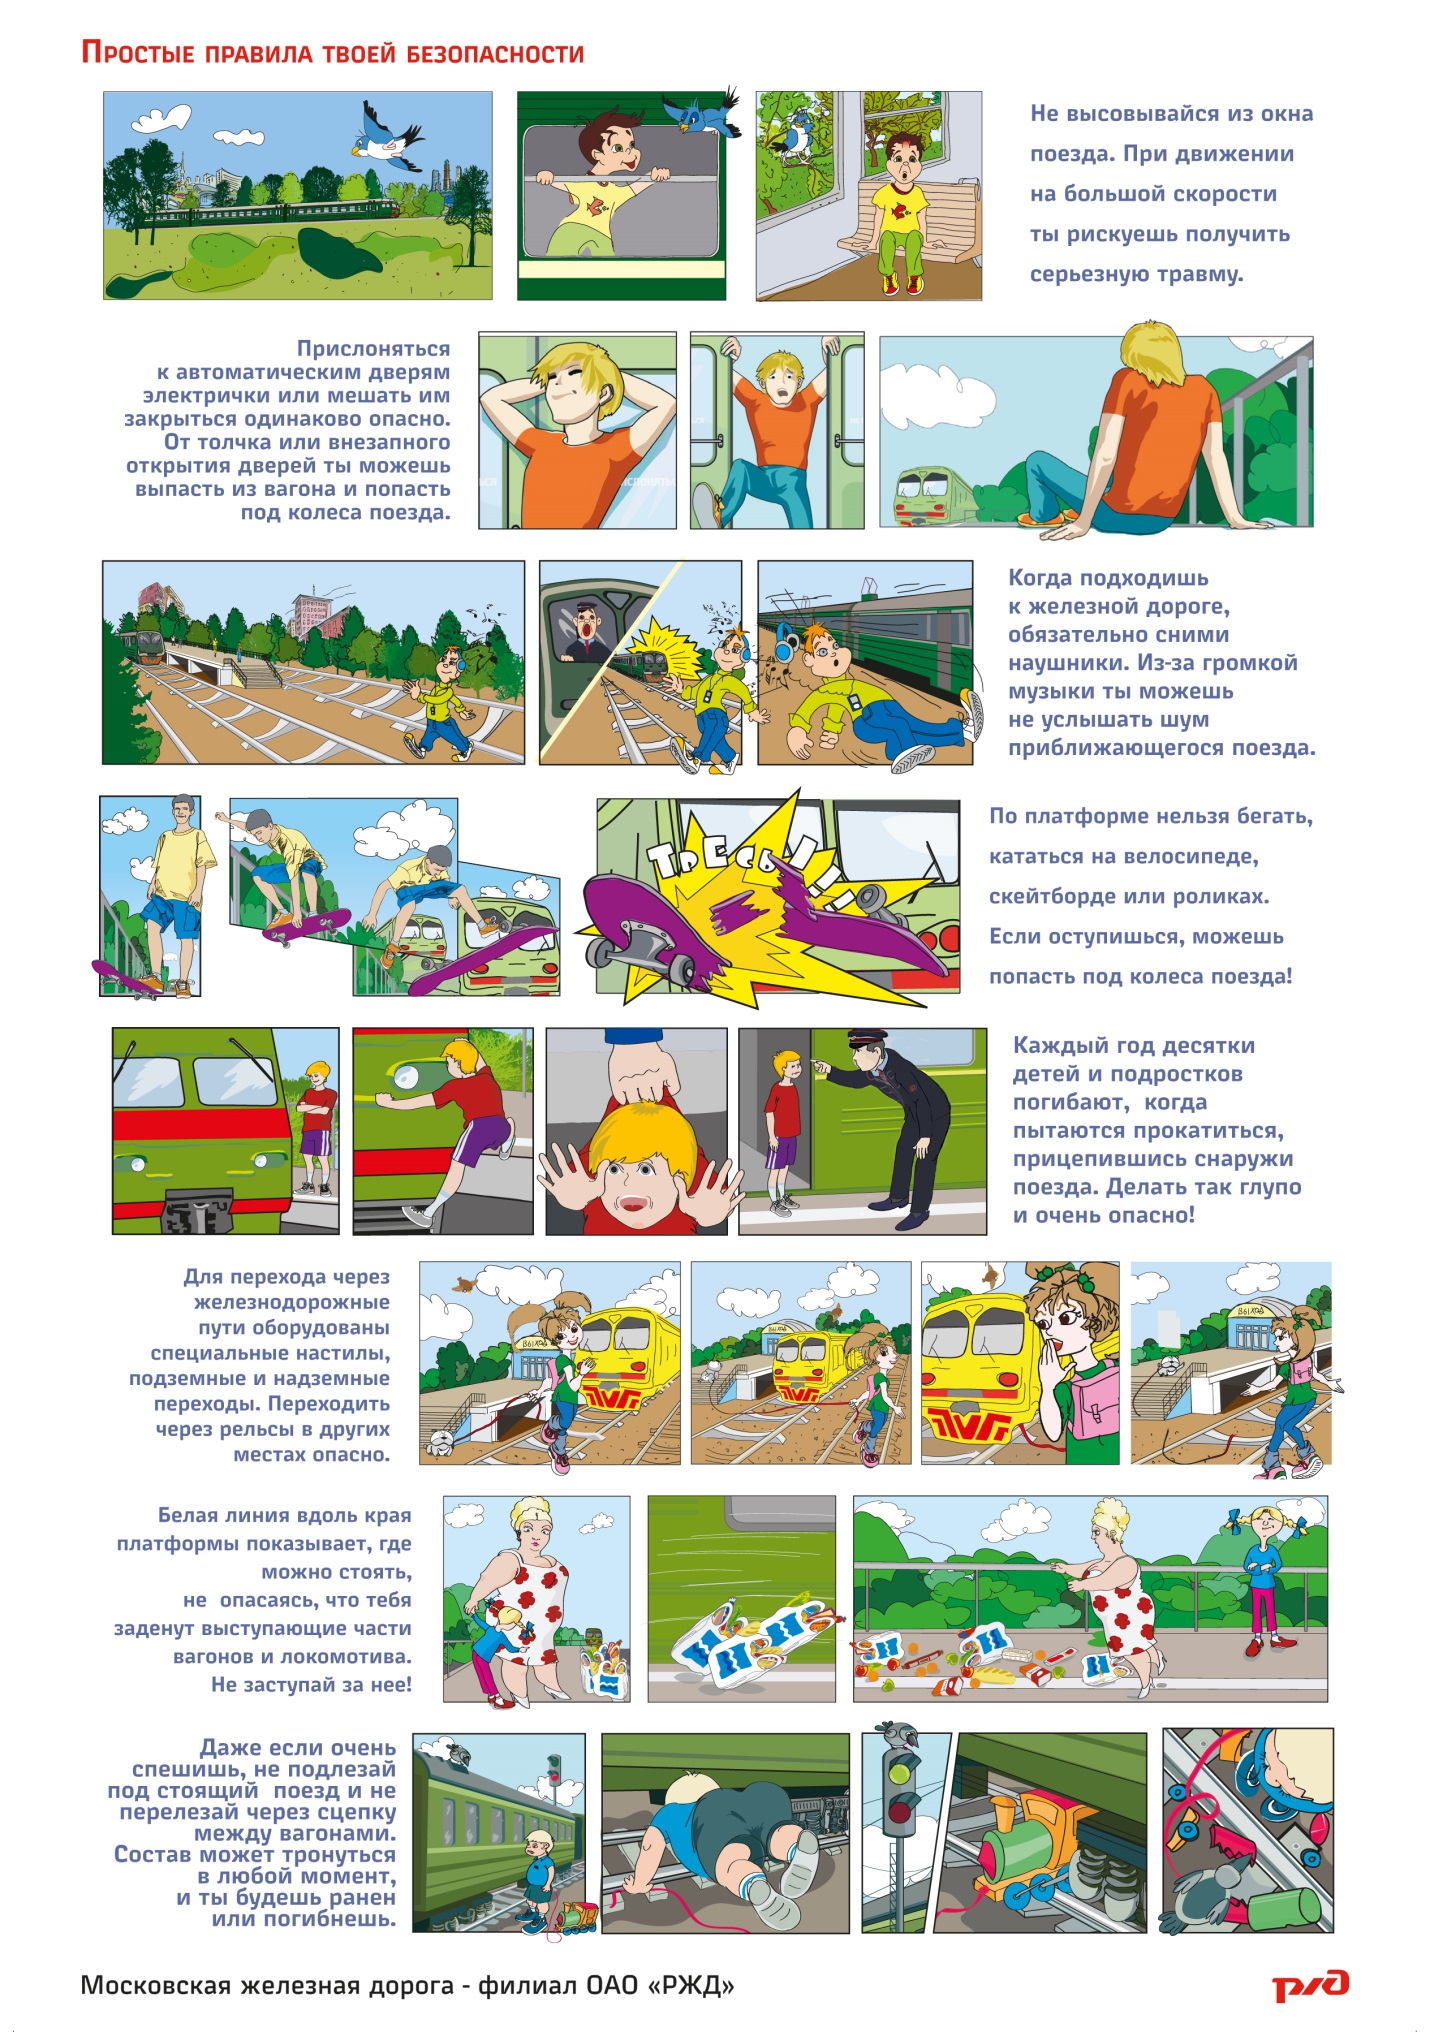 Простые правила твоей безопасности
Не высовывайся из окна
поезда. При движении
на большой скорости
ты рискуешь получить
серьезную травму.
Прислоняться
к автоматическим дверям
электрички или мешать им
закрыться одинаково опасно.
От толчка или внезапного
открытия дверей ты можешь
выпасть из вагона и попасть
под колеса поезда.
Когда подходишь
к железной дороге,
обязательно сними
наушники. Из-за громкой
музыки ты можешь
не услышать шум
приближающегося поезда.
ТРЕСЬ!!!
По платформе нельзя бегать,
кататься на велосипеде,
скейтборде или роликах.
Если оступишься, можешь
попасть под колеса поезда!
Каждый год десятки
детей и подростков
погибают, когда
пытаются прокатиться,
прицепившись снаружи
поезда. Делать так глупо
и очень опасно!
Для перехода через
железнодорожные
пути оборудованы
специальные настилы,
подземные и надземные
переходы. Переходить
через рельсы в других
местах опасно.
ВЫХОД
ВЫХОД
ВЫХОД
Белая линия вдоль края
платформы показывает, где
можно стоять,
не опасаясь, что тебя
заденут выступающие части
вагонов и локомотива.
Не заступай за нее!
Даже если очень
спешишь, не подлезай
под стоящий поезд и не
перелезай через сцепку
между вагонами.
Состав может тронуться
в любой момент,
и ты будешь ранен
или погибнешь.
Московская железная дорога - филиал ОАО «РЖД»
ржд